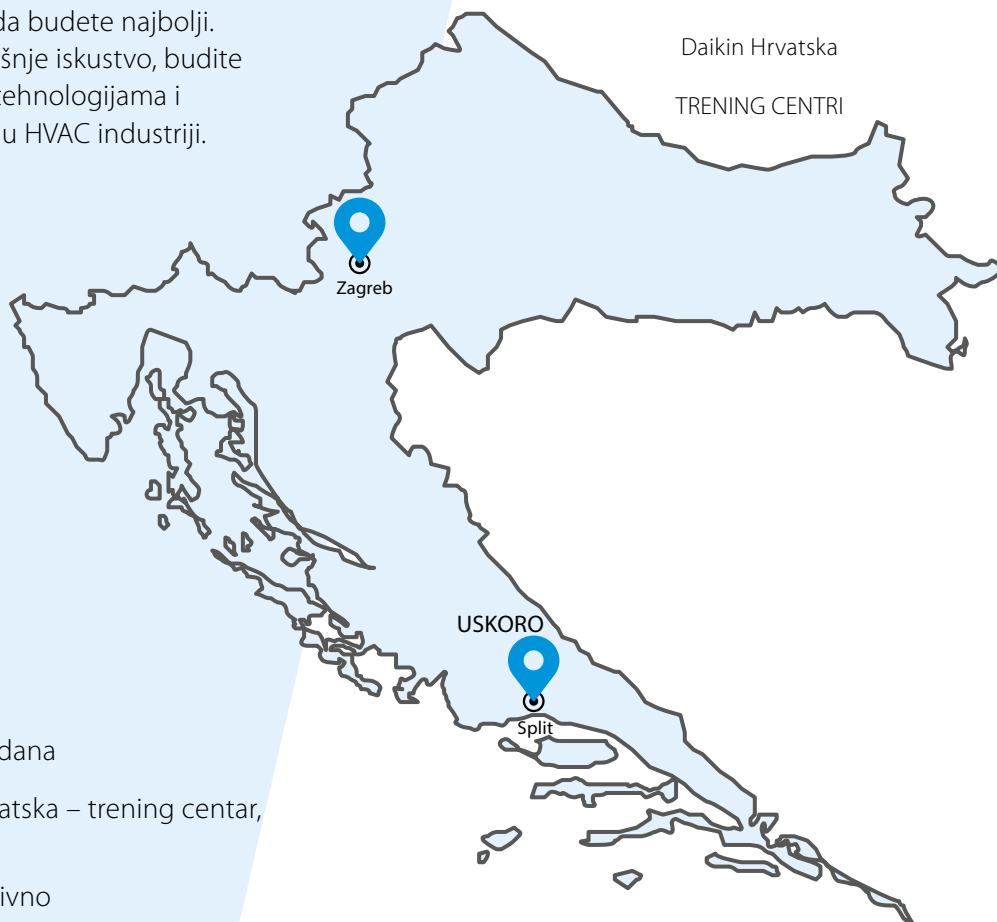 da budete najbolji.
šnje iskustvo, budite
tehnologijama i
u HVAC industriji.
Daikin Hrvatska
TRENING CENTRI
Zagreb
USKORO
Split
dana
atska – trening centar,
ivno